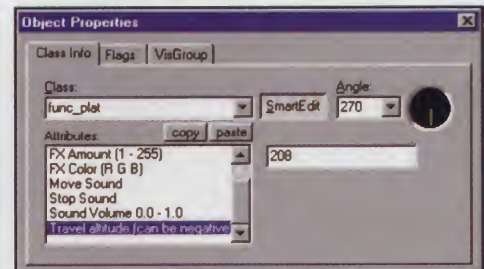 Object Properties
Class Info Flags VisGroup
Class: Angle:
func_plat SmartEdit 270
Attributes: copy paste
FX Amount (1 - 255) 208
FX Color (R G B)
Move Sound
Stop Sound
Sound Volume 0.0 - 1.0
Travel altitude (can be negative